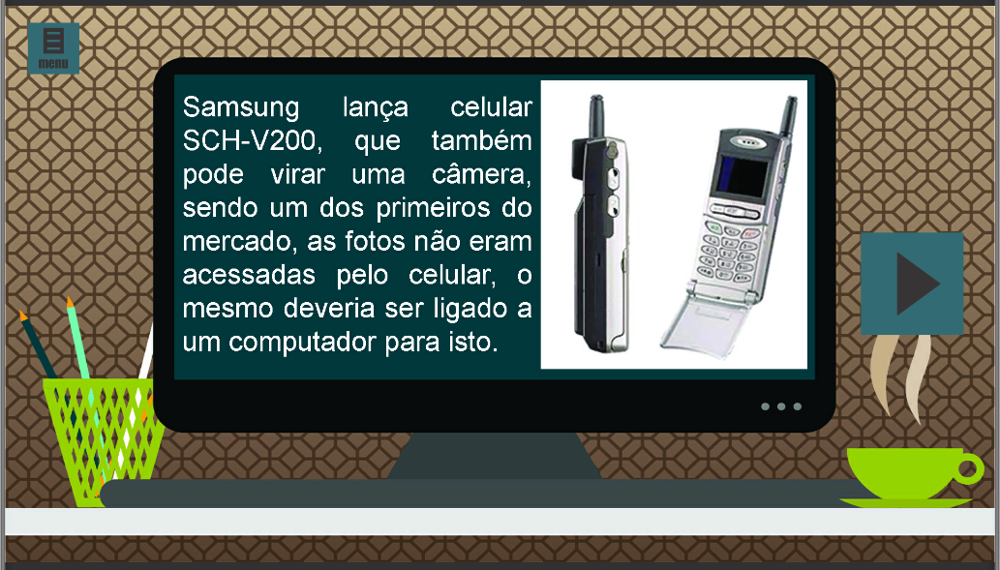 menu
Samsung lança celular
SCH-V200, que também
pode virar uma câmera,
sendo um dos primeiros do
mercado, as fotos não eram
acessadas pelo celular, o
mesmo deveria ser ligado a
um computador para isto.